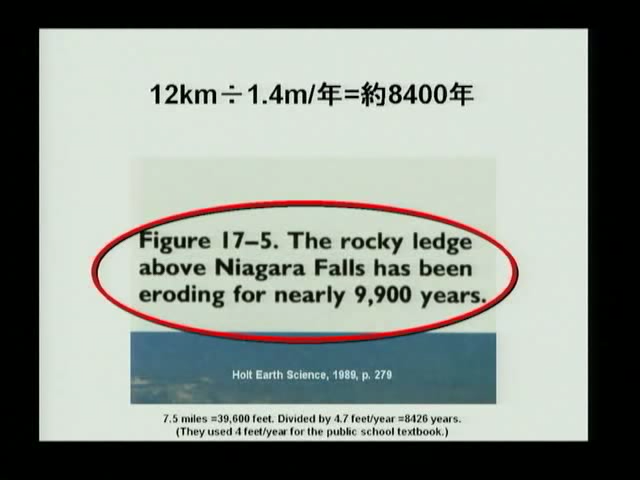 12km÷1.4m/年=約8400年
Figure 17–5. The rocky ledge
above Niagara Falls has been
eroding for nearly 9,900 years.
Holt Earth Science, 1989, p. 279
7.5 miles =39,600 feet. Divided by 4.7 feet/year =8426 years.
(They used 4 feet/year for the public school textbook.)